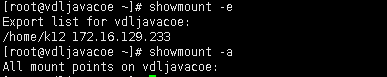 [root@vdljavacoe ~]# showmount -e
Export list for vdljavacoe:
/home/k12 172.16.129.233
[root@vdljavacoe ~]# showmount -a
All mount points on vdljavacoe: